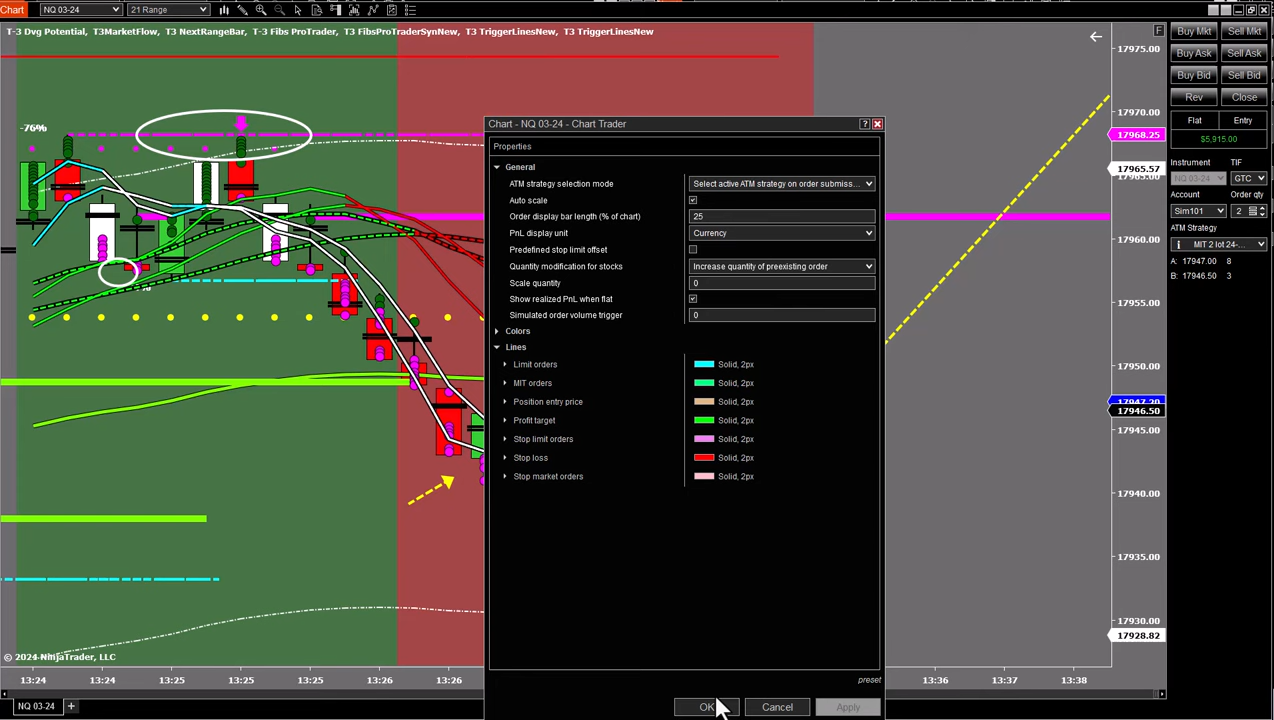 Chart NQ 03-24 21 Range
T-3 Dvg Potential, T3MarketFlow, T3 NextRangeBar, T-3 Fibs ProTrader, T3 FibsProTraderSynNew, T3 TriggerLinesNew, T3 TriggerLinesNew
F
-76%
%
Chart - NQ 03-24 - Chart Trader
Properties
General
ATM strategy selection mode Select active ATM strategy on order submiss...
Auto scale
Order display bar length (% of chart) 25
PnL display unit Currency
Predefined stop limit offset
Quantity modification for stocks Increase quantity of preexisting order
Scale quantity 0
Show realized PnL when flat
Simulated order volume trigger 0
Colors
Lines
Limit orders Solid, 2px
MIT orders Solid, 2px
Position entry price Solid, 2px
Profit target Solid, 2px
Stop limit orders Solid, 2px
Stop loss Solid, 2px
Stop market orders Solid, 2px
preset
OK Cancel Apply
17975.00
17970.00
17968.25
17965.57
17960.00
17955.00
17950.00
17947.20
17946.50
17945.00
17940.00
17935.00
17930.00
17928.82
Buy Mkt Sell Mkt
Buy Ask Sell Ask
Buy Bid Sell Bid
Rev Close
Flat Entry
$5,915.00
Instrument TIF
NQ 03-24 GTC
Account Order qty
Sim101 2
ATM Strategy
MIT 2 lot 24-...
A: 17947.00 8
B: 17946.50 3
© 2024 NinjaTrader, LLC
13:24 13:24 13:25 13:25 13:25 13:26 13:26 13:36 13:37 13:38
NQ 03-24 +